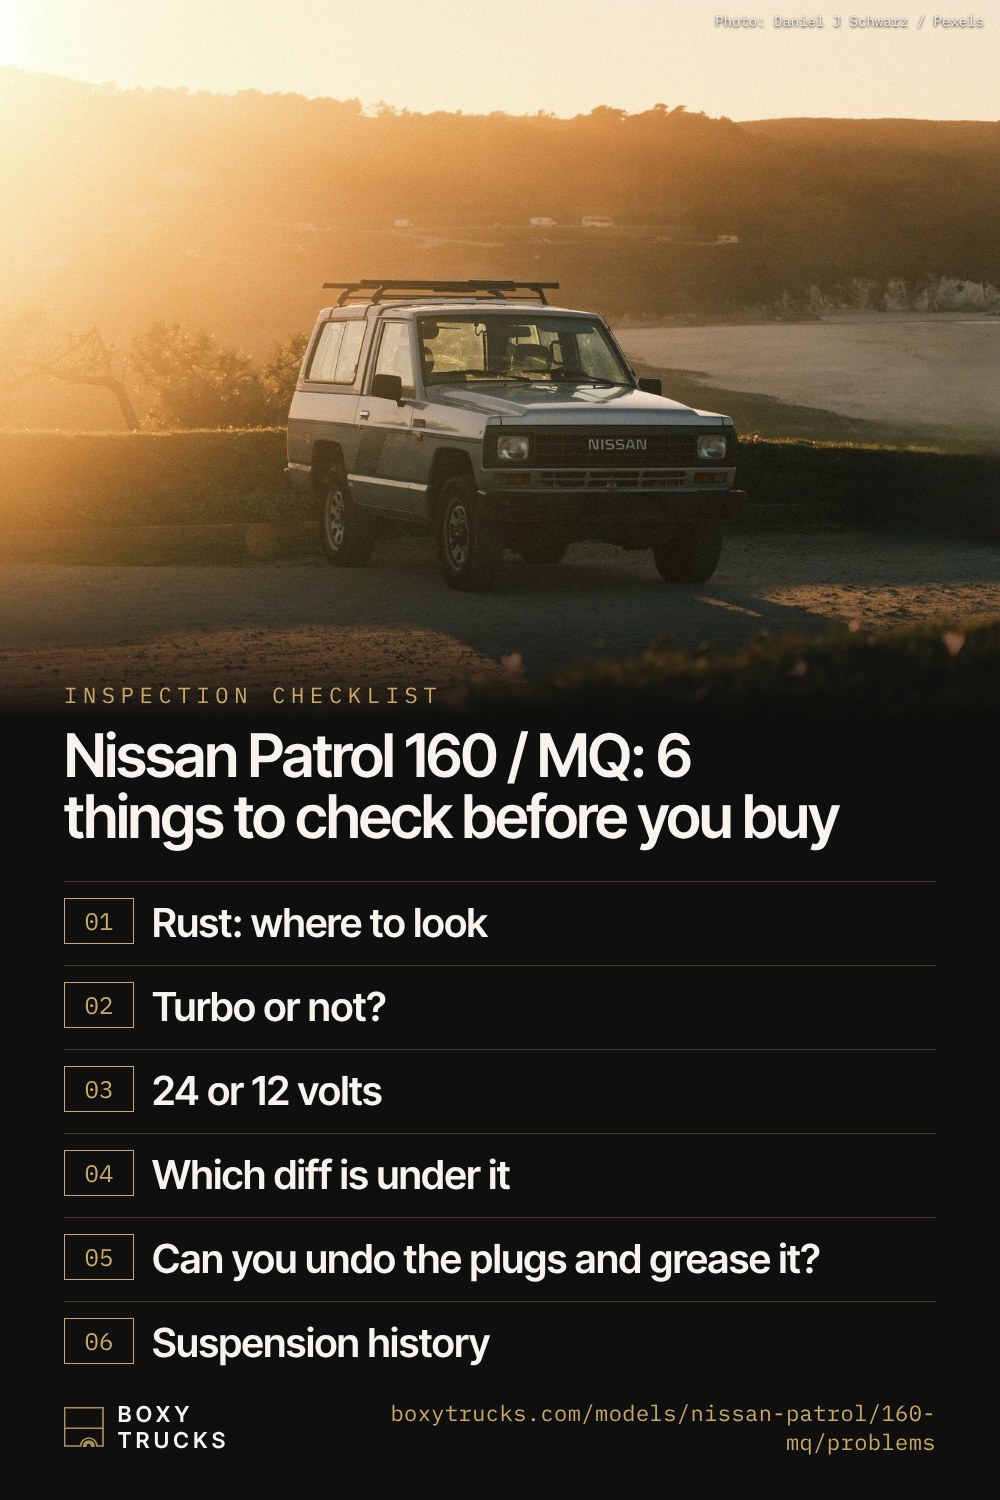 Photo: Daniel J Schwarz / Pexels
NISSAN
INSPECTION CHECKLIST
Nissan Patrol 160 / MQ: 6
things to check before you buy
01 Rust: where to look
02 Turbo or not?
03 24 or 12 volts
04 Which diff is under it
05 Can you undo the plugs and grease it?
06 Suspension history
BOXY
TRUCKS
boxytrucks.com/models/nissan-patrol/160-
mq/problems